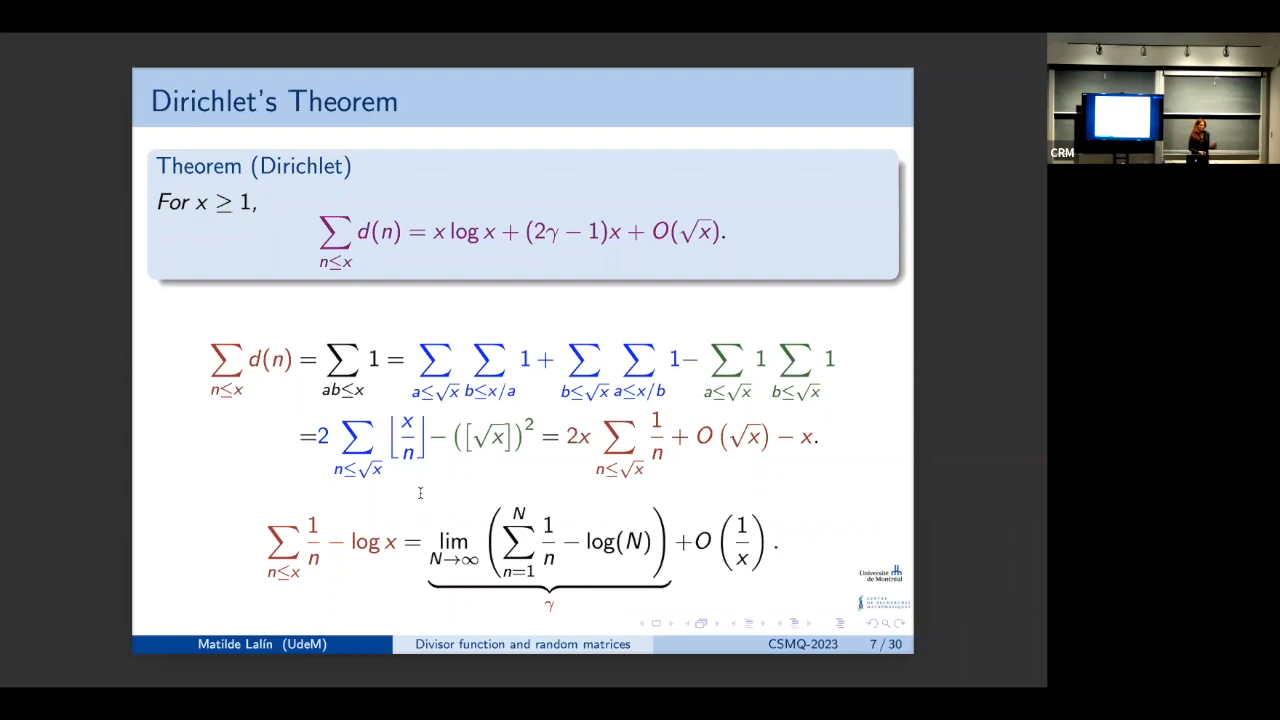 Dirichlet's Theorem
Theorem (Dirichlet)
For x ≥ 1,
∑_{n≤x} d(n) = x log x + (2γ − 1)x + O(√x).
∑_{n≤x} d(n) = ∑_{ab≤x} 1 = ∑_{a≤√x} ∑_{b≤x/a} 1 + ∑_{b≤√x} ∑_{a≤x/b} 1 − ∑_{a≤√x} 1 ∑_{b≤√x} 1
=2 ∑_{n≤√x} ⌊x/n⌋ − ([√x])² = 2x ∑_{n≤√x} 1/n + O(√x) − x.
∑_{n≤x} 1/n − log x = lim_{N→∞} (∑_{n=1}^{N} 1/n − log(N)) + O(1/x).
γ
Université de Montréal
CENTRE DE RECHERCHES MATHÉMATIQUES
Matilde Lalín (UdeM) Divisor function and random matrices CSMQ-2023 7 / 30
CRM